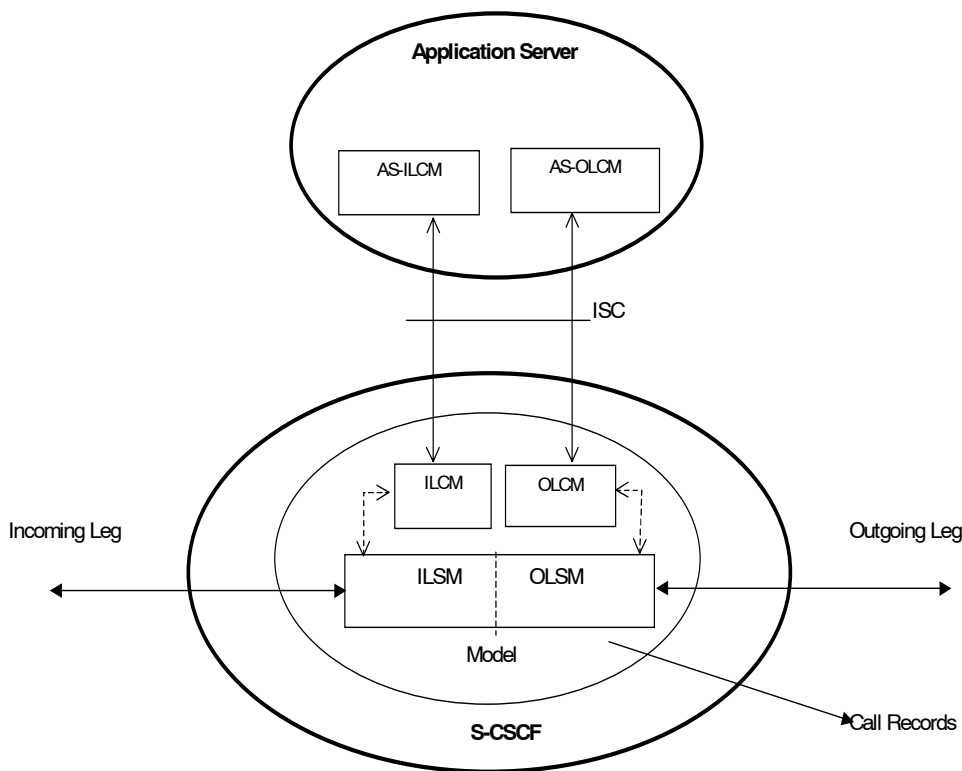 Application Server
AS-ILCM
AS-OLCM
ISC
ILCM
OLCM
Incoming Leg
Outgoing Leg
ILSM
OLSM
Model
S-CSCF
Call Records